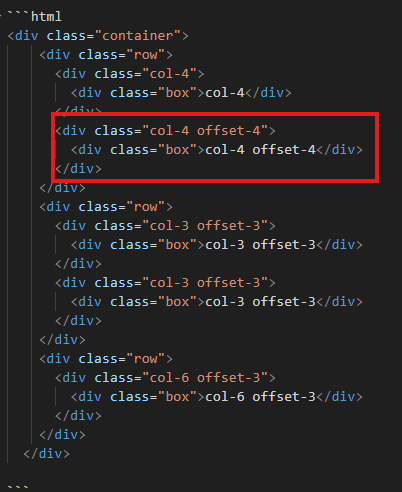 ```html
<div class="container">
<div class="row">
<div class="col-4">
<div class="box">col-4</div>
</div>
<div class="col-4 offset-4">
<div class="box">col-4 offset-4</div>
</div>
</div>
<div class="row">
<div class="col-3 offset-3">
<div class="box">col-3 offset-3</div>
</div>
<div class="col-3 offset-3">
<div class="box">col-3 offset-3</div>
</div>
</div>
<div class="row">
<div class="col-6 offset-3">
<div class="box">col-6 offset-3</div>
</div>
</div>
</div>
```